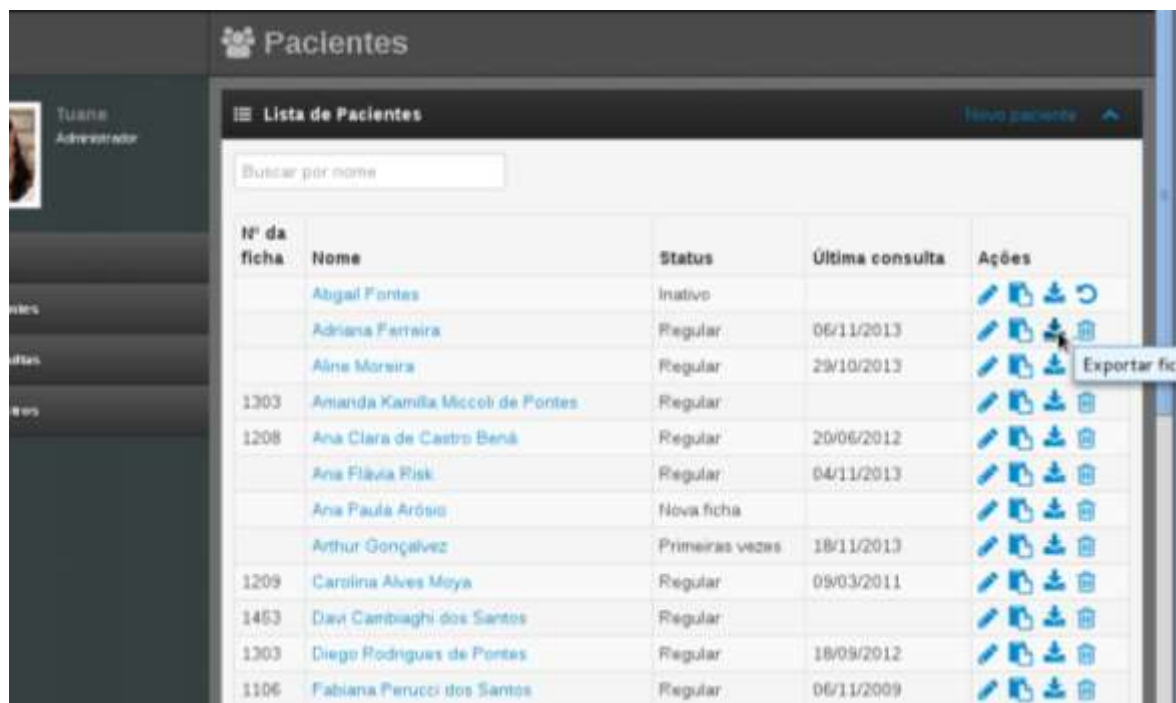 Pacientes
Tuane
Administrador
Lista de Pacientes Novo paciente
Buscar por nome
Nº da ficha Nome Status Última consulta Ações
Abgail Fontes Inativo
Adriana Ferreira Regular 06/11/2013
Aline Moreira Regular 29/10/2013
Exportar fic
1303 Amanda Kamilla Miccoli de Pontes Regular
1208 Ana Clara de Castro Bená Regular 20/06/2012
Ana Flávia Risk Regular 04/11/2013
Ana Paula Arósio Nova ficha
Arthur Gonçalvez Primeiras vezes 18/11/2013
1209 Carolina Alves Moya Regular 09/03/2011
1453 Davi Cambiaghi dos Santos Regular
1303 Diego Rodrigues de Pontes Regular 18/09/2012
1106 Fabiana Perucci dos Santos Regular 06/11/2009